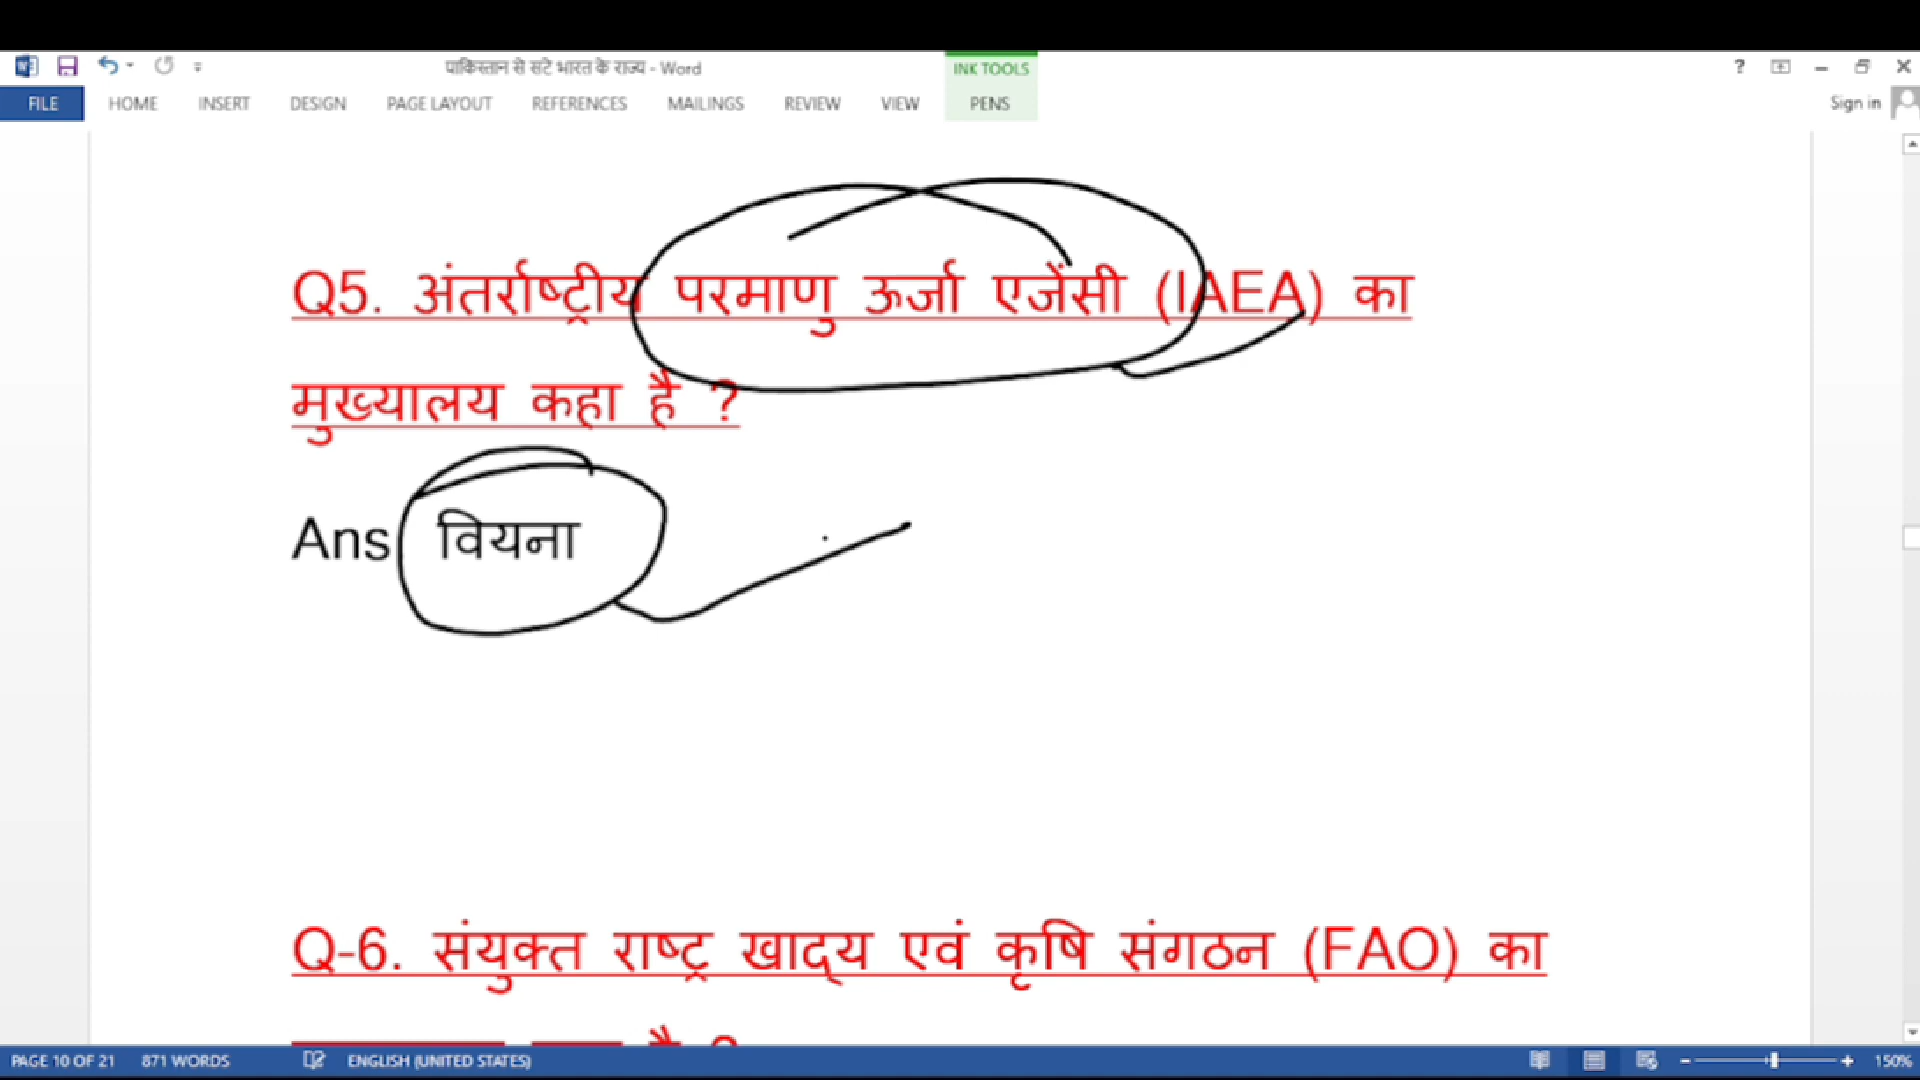 पाकिस्तान से सटे भारत के राज्य - Word
INK TOOLS
?
FILE HOME INSERT DESIGN PAGE LAYOUT REFERENCES MAILINGS REVIEW VIEW PENS
Sign in
Q5. अंतर्राष्ट्रीय परमाणु ऊर्जा एजेंसी (IAEA) का
मुख्यालय कहा है ?
Ans वियना
Q-6. संयुक्त राष्ट्र खाद्य एवं कृषि संगठन (FAO) का
PAGE 10 OF 21 871 WORDS ENGLISH (UNITED STATES) 150%